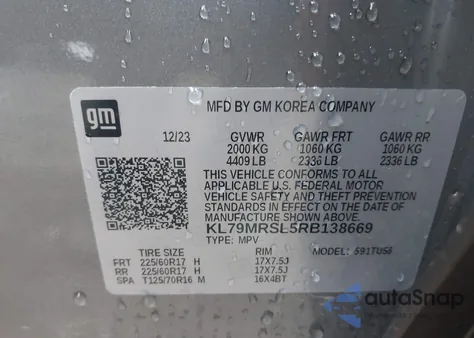 gm
MFD BY GM KOREA COMPANY
12/23 GVWR GAWR FRT GAWR RR
2000 KG 1060 KG 1060 KG
4409 LB 2336 LB 2336 LB
THIS VEHICLE CONFORMS TO ALL
APPLICABLE U.S. FEDERAL MOTOR
VEHICLE SAFETY AND THEFT PREVENTION
STANDARDS IN EFFECT ON THE DATE OF
MANUFACTURE SHOWN ABOVE.
KL79MRSL5RB138669
TYPE: MPV MODEL: 591TU58
TIRE SIZE RIM
FRT 225/60R17 H 17X7.5J
RR 225/60R17 H 17X7.5J
SPA T125/70R16 M 16X4BT
autoSnap